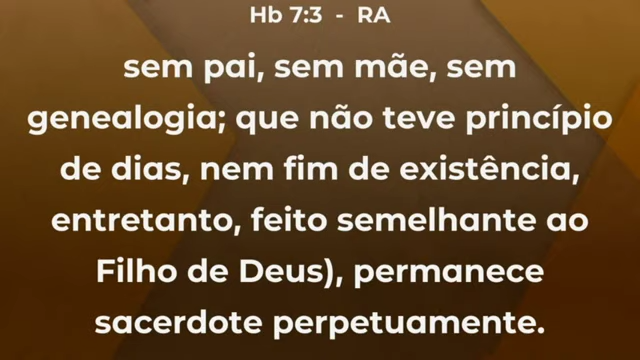 Hb 7:3 - RA
sem pai, sem mãe, sem
genealogia; que não teve princípio
de dias, nem fim de existência,
entretanto, feito semelhante ao
Filho de Deus), permanece
sacerdote perpetuamente.